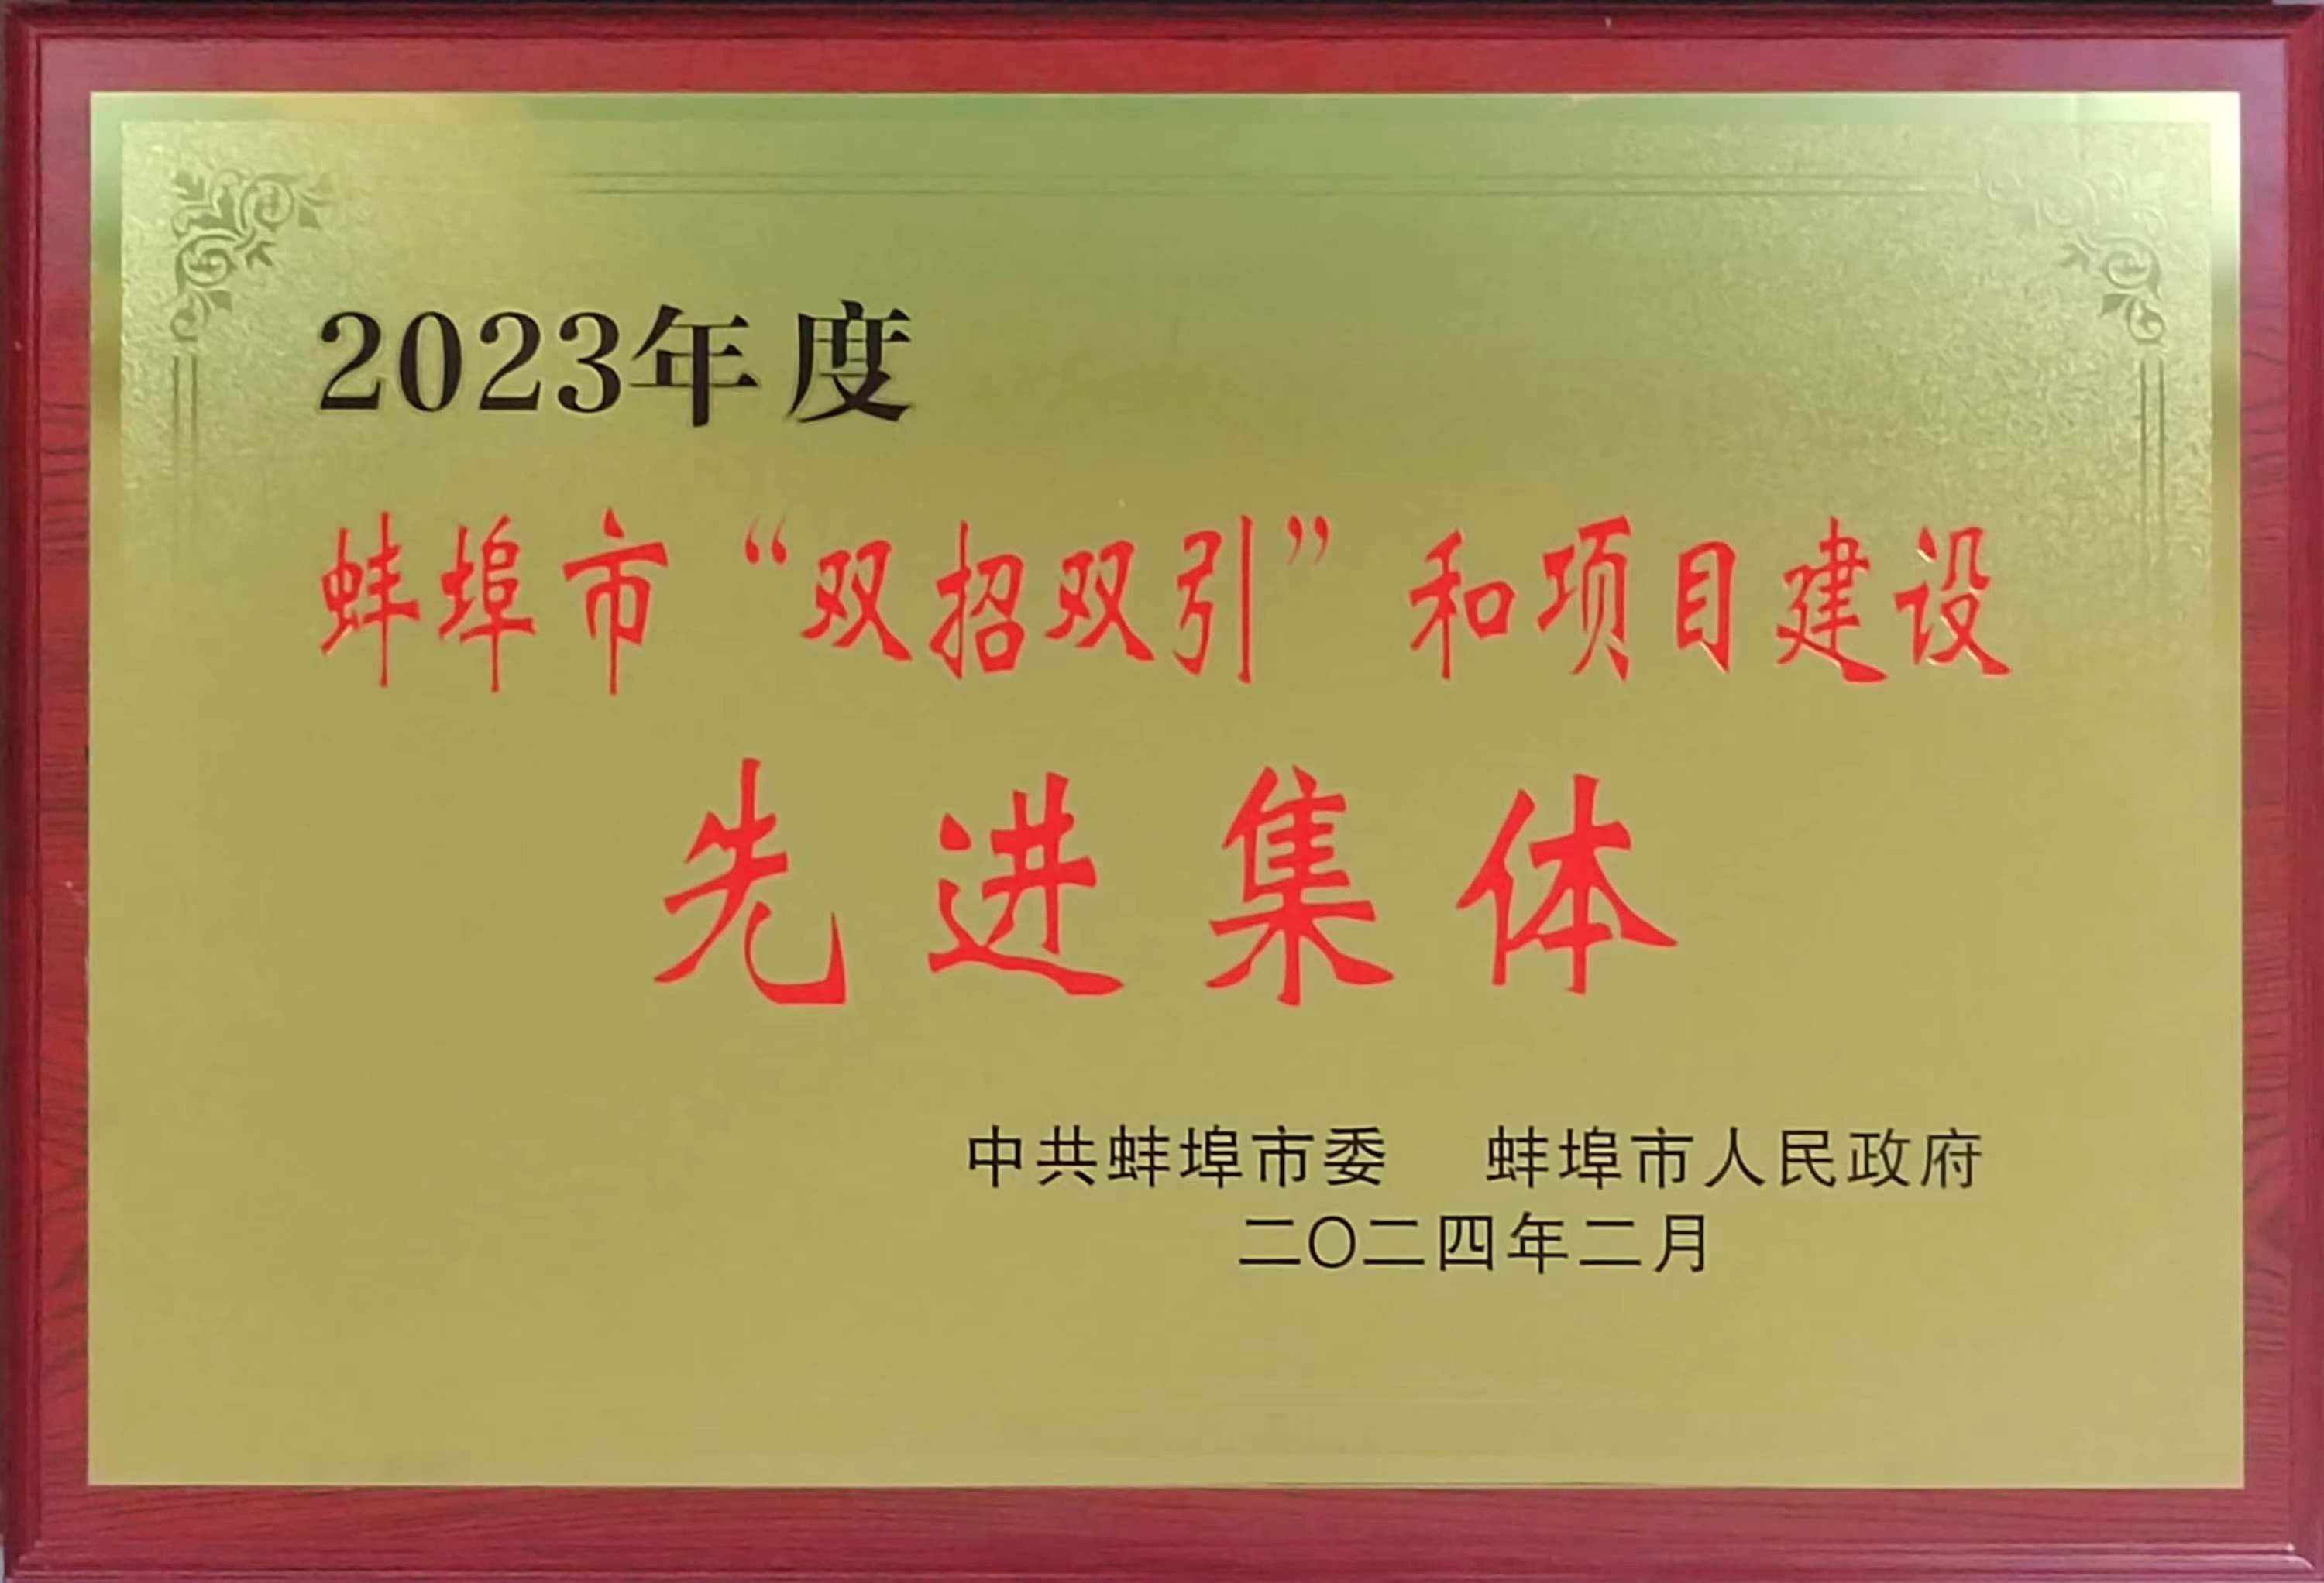 2023年度
蚌埠市“双招双引”和项目建设
先进集体
中共蚌埠市委 蚌埠市人民政府
二〇二四年二月